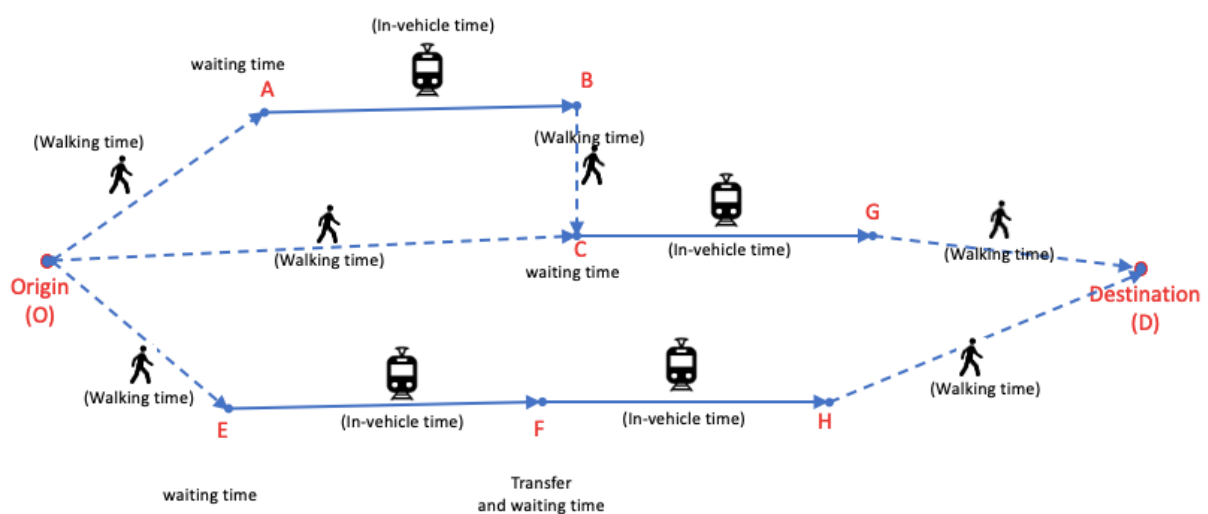 (In-vehicle time)
waiting time
A
B
(Walking time)
(Walking time)
G
C
(In-vehicle time)
(Walking time)
(Walking time)
waiting time
Origin
(O)
Destination
(D)
(Walking time)
(In-vehicle time)
(In-vehicle time)
(Walking time)
E
F
H
waiting time
Transfer
and waiting time